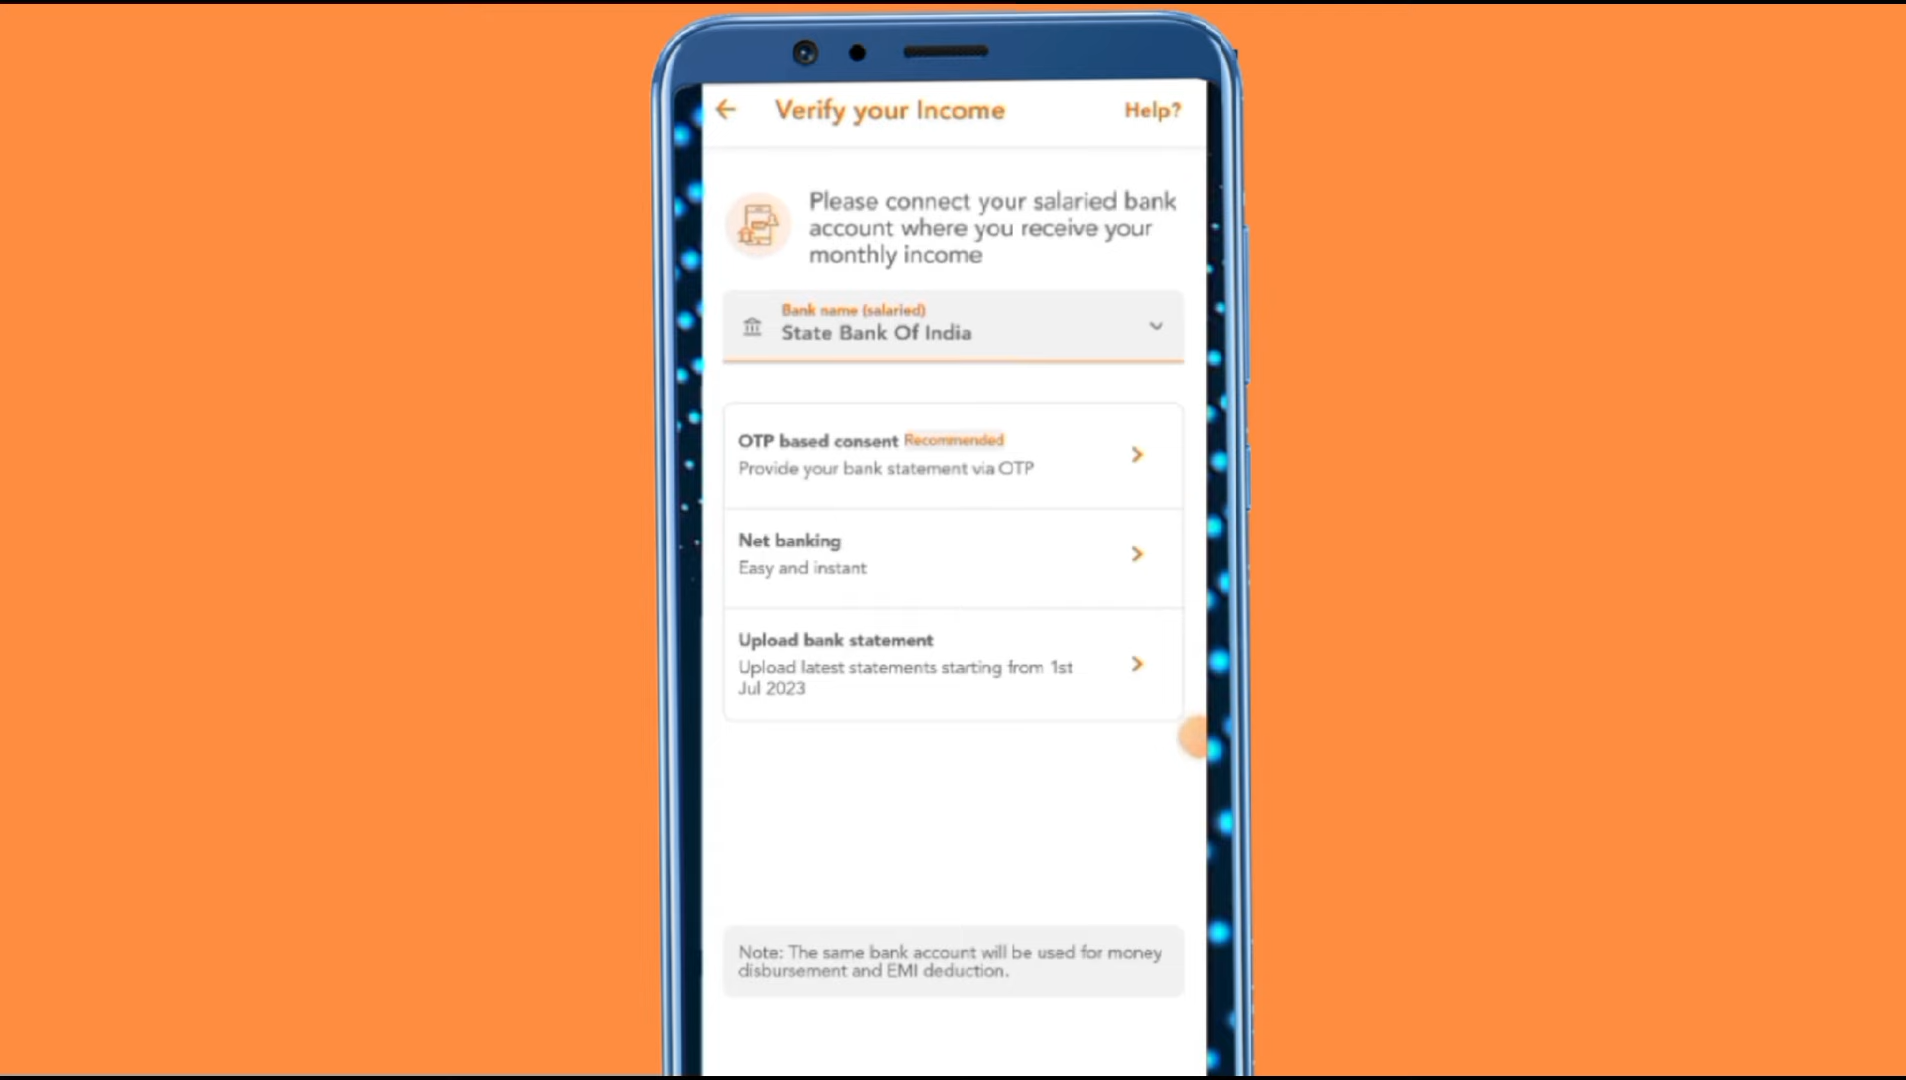 Verify your Income
Help?
Please connect your salaried bank
account where you receive your
monthly income
Bank name (salaried)
State Bank Of India
OTP based consent Recommended
Provide your bank statement via OTP
Net banking
Easy and instant
Upload bank statement
Upload latest statements starting from 1st
Jul 2023
Note: The same bank account will be used for money
disbursement and EMI deduction.